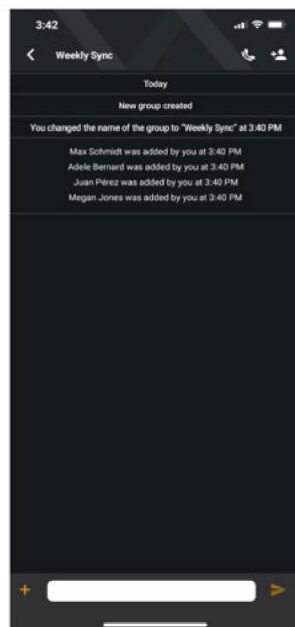 3:42
Weekly Sync
Today
New group created
You changed the name of the group to "Weekly Sync" at 3:40 PM
Max Schmidt was added by you at 3:40 PM
Adele Bernard was added by you at 3:40 PM
Juan Pérez was added by you at 3:40 PM
Megan Jones was added by you at 3:40 PM